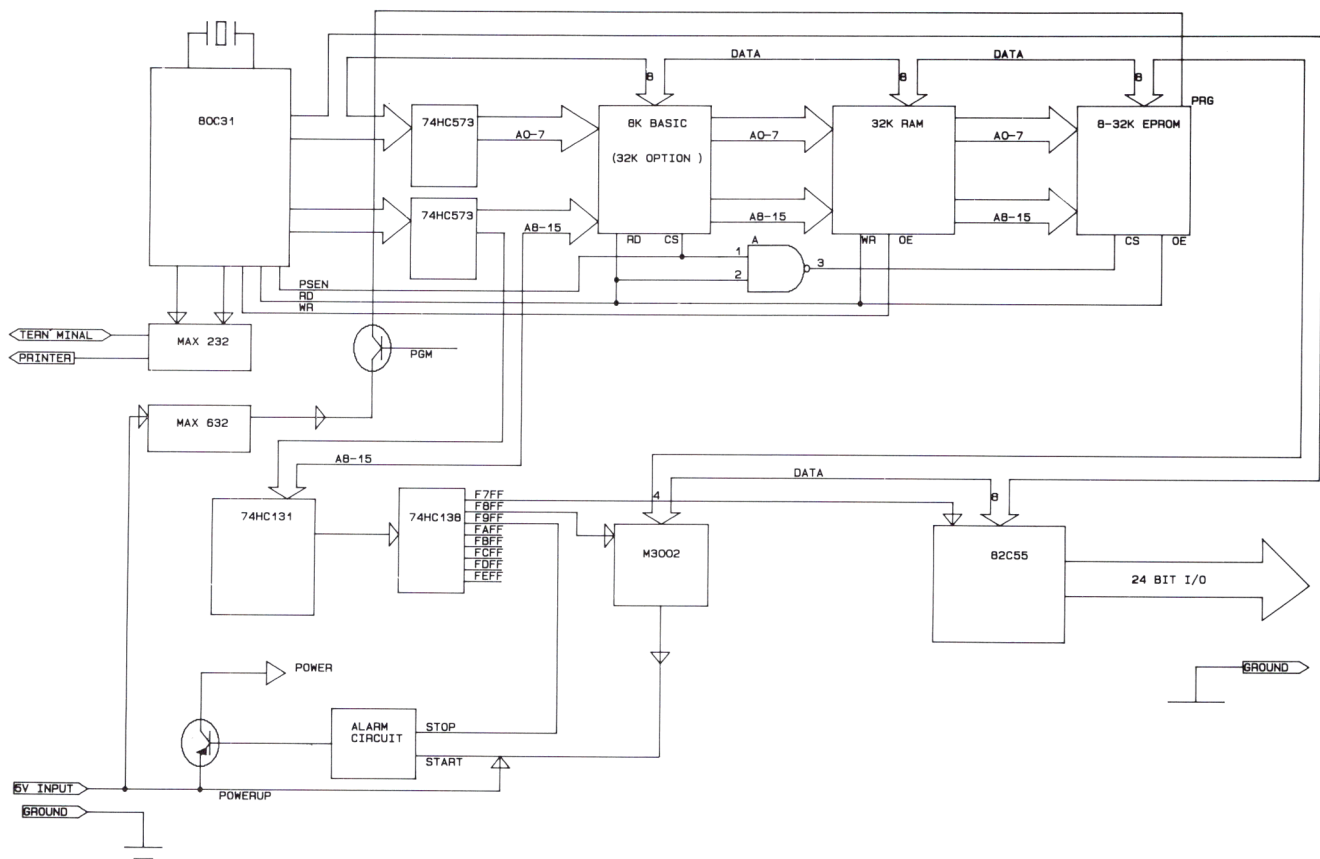 80C31
74HC573
A0-7
8K BASIC
(32K OPTION )
A0-7
32K RAM
A0-7
8-32K EPROM
PRG
DATA
DATA
8
8
8
74HC573
A8-15
A8-15
A8-15
RD CS
A
1
2
3
WR OE
CS OE
PSEN
RD
WR
TERN MINAL
PRINTER
MAX 232
PGM
MAX 632
A8-15
74HC131
74HC138
F7FF
F8FF
F9FF
FAFF
FBFF
FCFF
FDFF
FEFF
DATA
4
8
M3002
82C55
24 BIT I/O
GROUND
POWER
ALARM
CIRCUIT
STOP
START
5V INPUT
POWERUP
GROUND